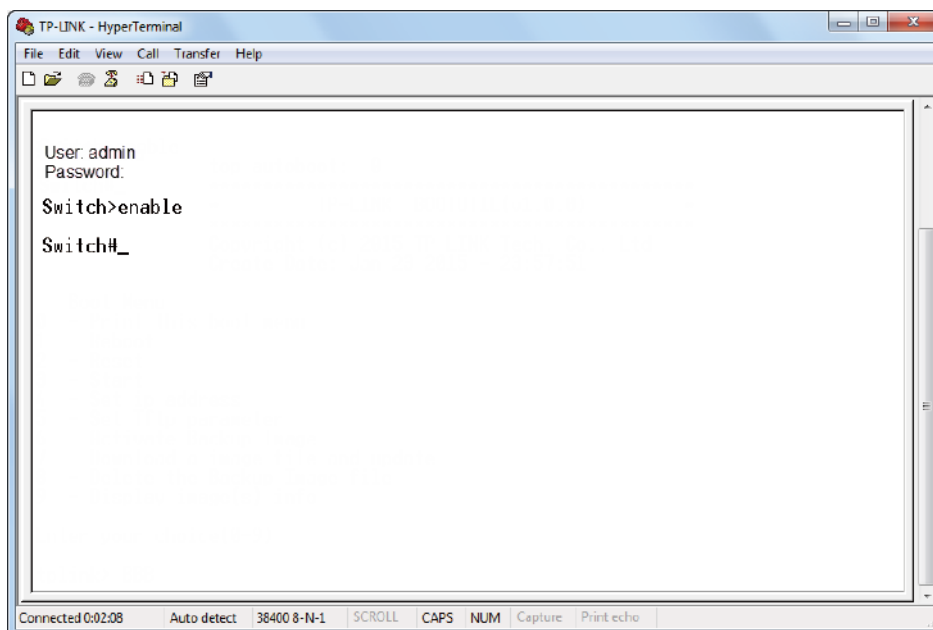 TP-LINK - HyperTerminal
File Edit View Call Transfer Help
User: admin
Password:
Switch>enable
Switch#_
Connected 0:02:08 Auto detect 38400 8-N-1 SCROLL CAPS NUM Capture Print echo